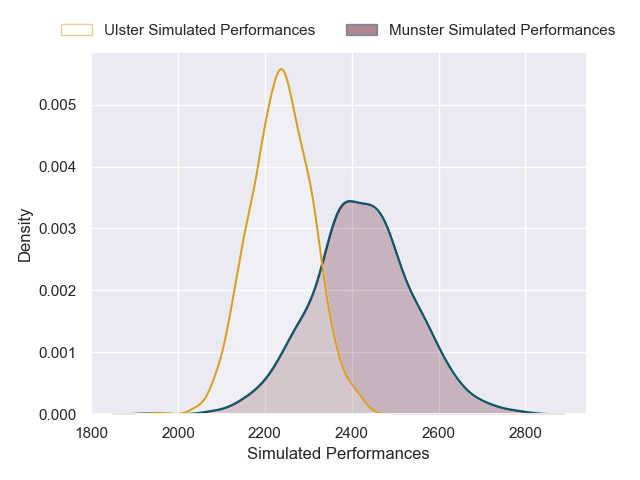 Ulster Simulated Performances Munster Simulated Performances
0.005
0.004
0.003
0.002
0.001
0.000
Density
1800 2000 2200 2400 2600 2800
Simulated Performances